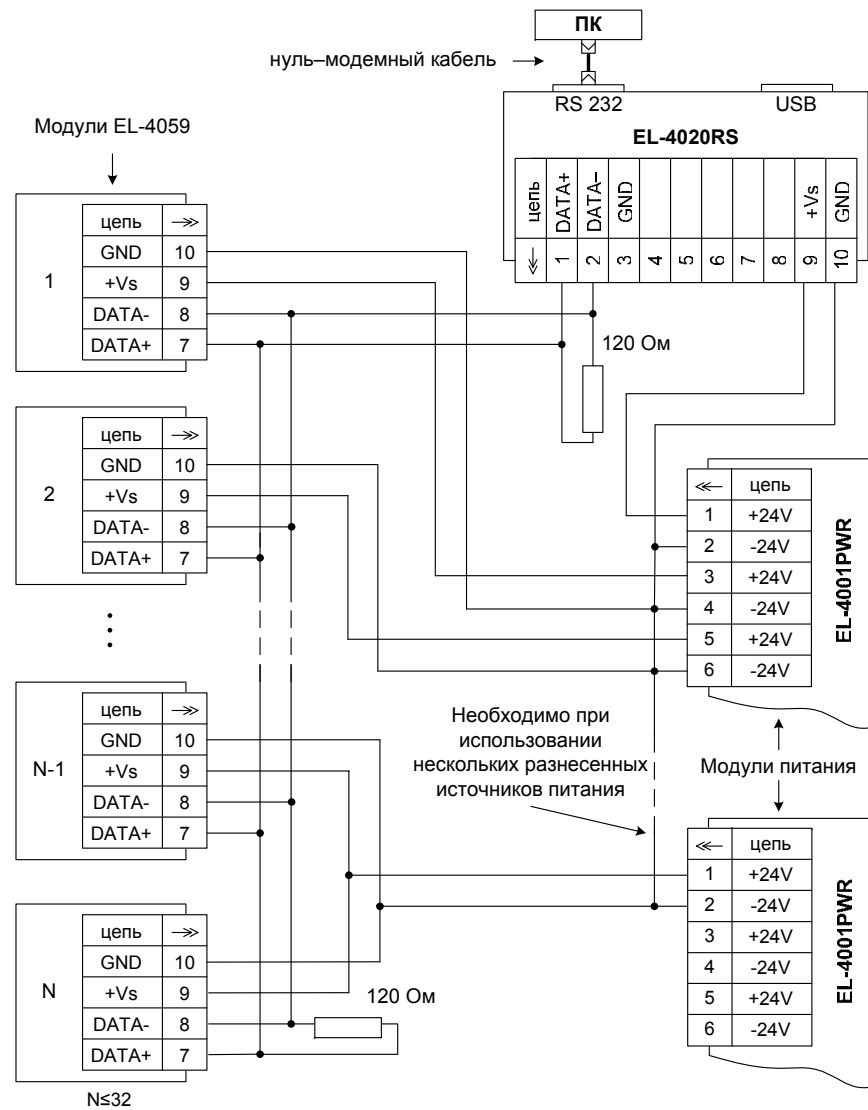 ПК
нуль–модемный кабель
RS 232
USB
EL-4020RS
цепь
DATA+
DATA–
GND
+Vs
GND
1
2
3
4
5
6
7
8
9
10
120 Ом
Модули EL-4059
1
цепь
GND 10
+Vs 9
DATA- 8
DATA+ 7
2
цепь
GND 10
+Vs 9
DATA- 8
DATA+ 7
N-1
цепь
GND 10
+Vs 9
DATA- 8
DATA+ 7
N
цепь
GND 10
+Vs 9
DATA- 8
DATA+ 7
N≤32
120 Ом
цепь
1 +24V
2 -24V
3 +24V
4 -24V
5 +24V
6 -24V
EL-4001PWR
Необходимо при
использовании
нескольких разнесенных
источников питания
Модули питания
цепь
1 +24V
2 -24V
3 +24V
4 -24V
5 +24V
6 -24V
EL-4001PWR